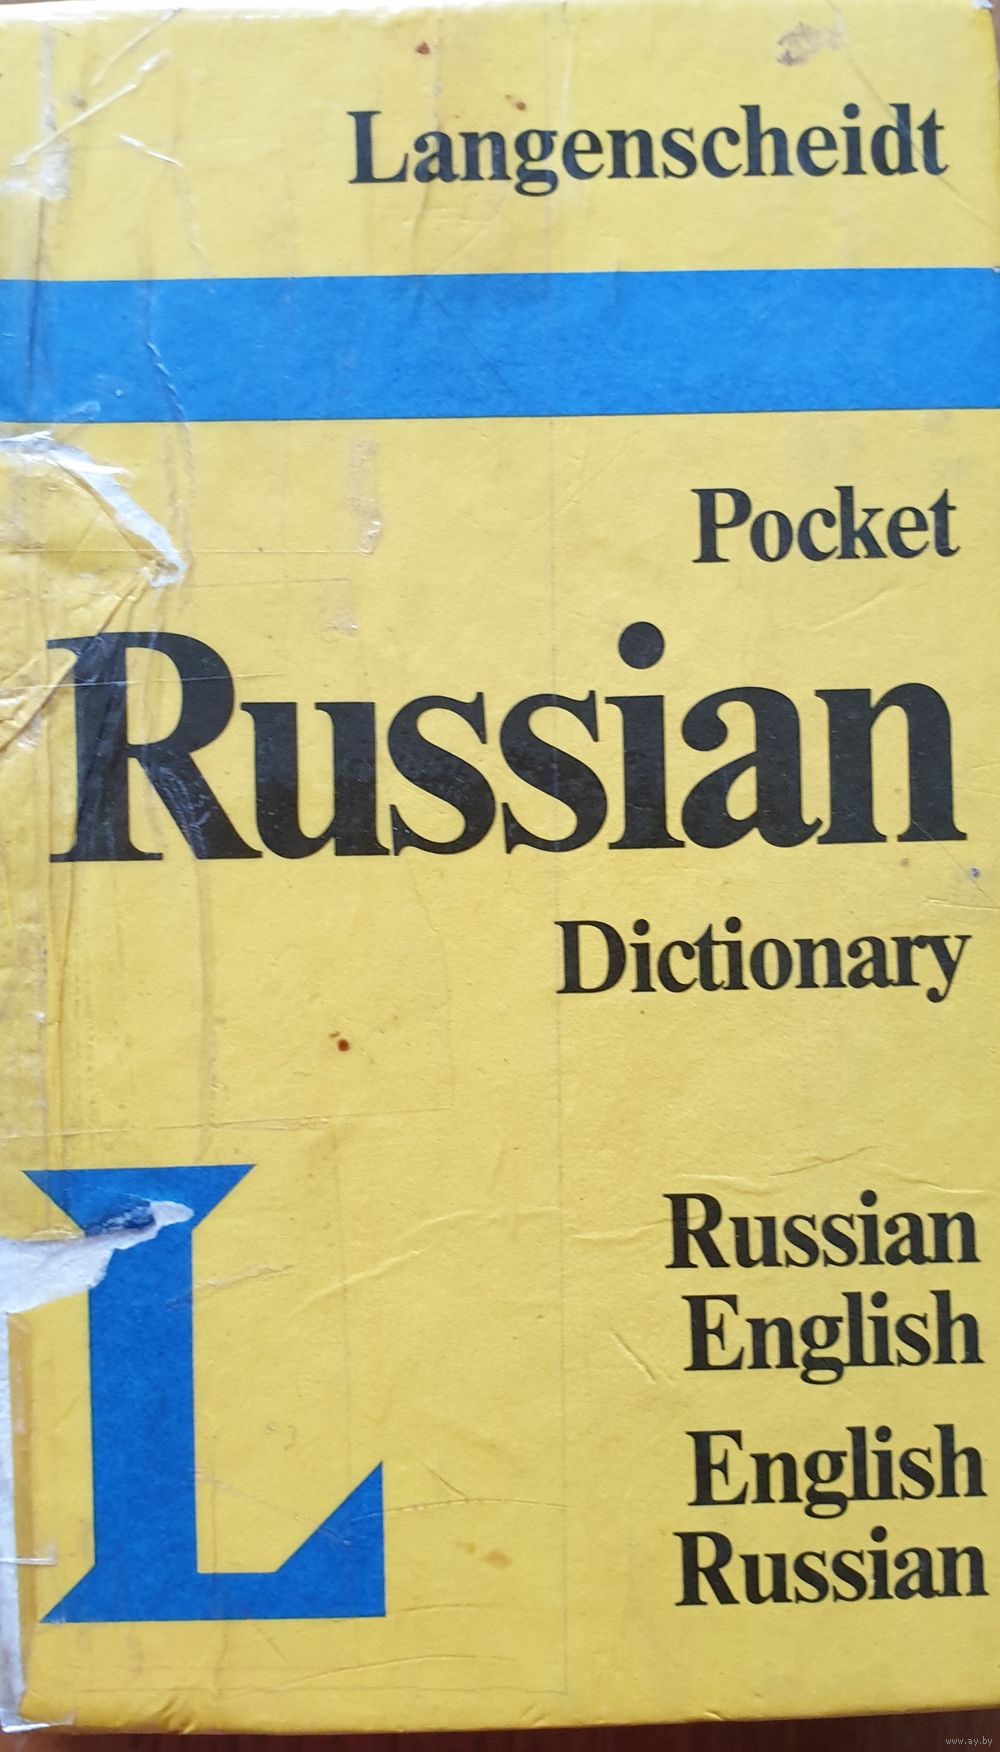 Langenscheidt
Pocket
Russian
Dictionary
Russian
English
English
Russian
L
www.ay.by